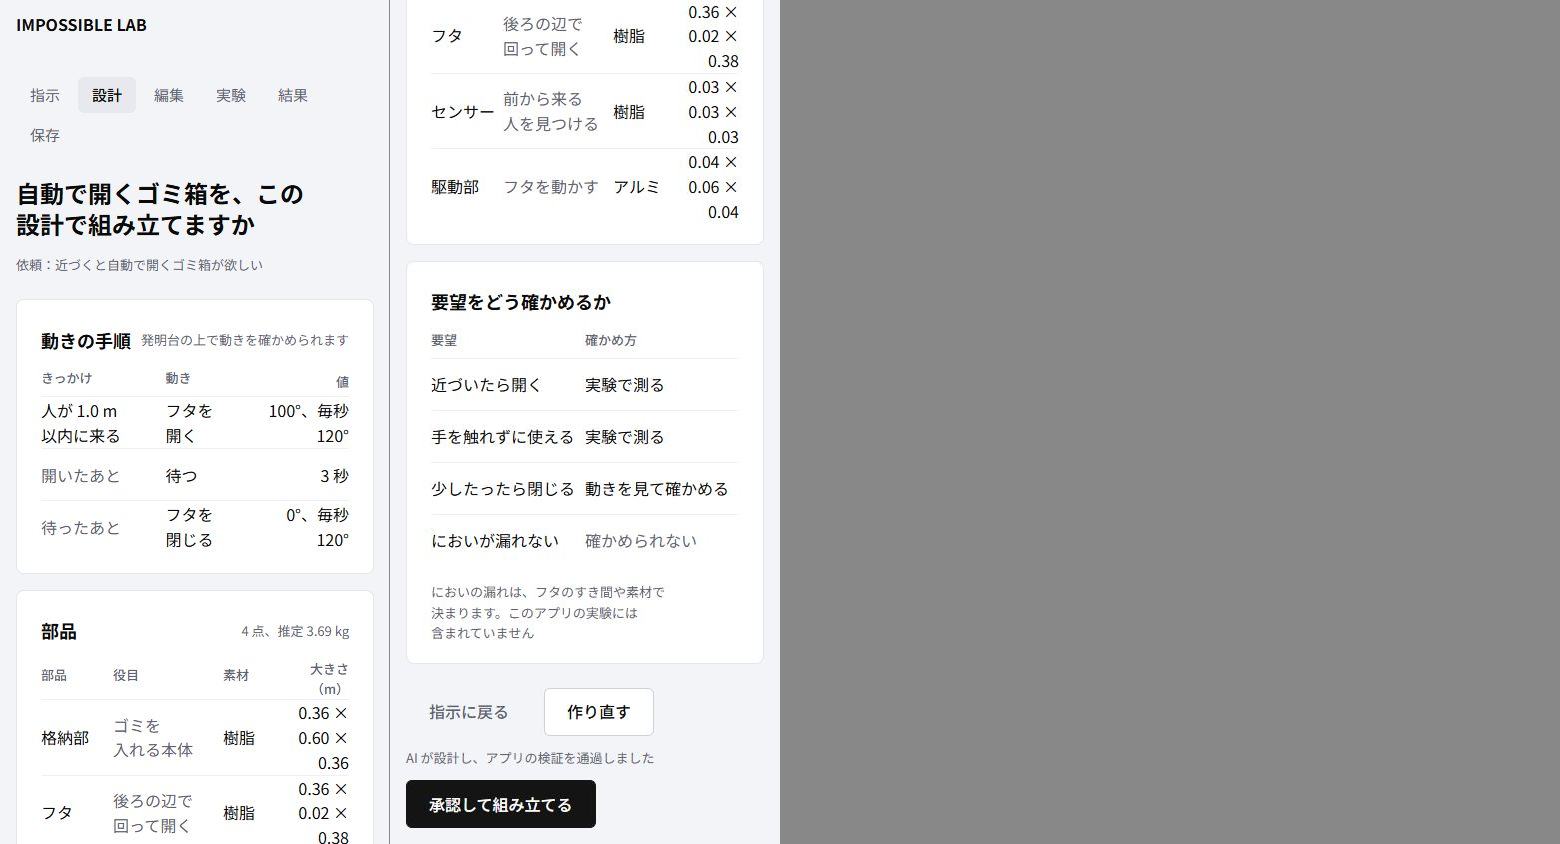 IMPOSSIBLE LAB
指示 設計 編集 実験 結果
保存
自動で開くゴミ箱を、この
設計で組み立てますか
依頼：近づくと自動で開くゴミ箱が欲しい
動きの手順 発明台の上で動きを確かめられます
きっかけ 動き 値
人が 1.0 m
以内に来る
フタを
開く
100°、毎秒
120°
開いたあと 待つ 3 秒
待ったあと
フタを
閉じる
0°、毎秒
120°
部品 4 点、推定 3.69 kg
部品 役目 素材 大きさ
（m）
格納部
ゴミを
入れる本体
樹脂
0.36 ×
0.60 ×
0.36
フタ
後ろの辺で
回って開く
樹脂
0.36 ×
0.02 ×
0.38
フタ
後ろの辺で
回って開く
樹脂
0.36 ×
0.02 ×
0.38
センサー
前から来る
人を見つける
樹脂
0.03 ×
0.03 ×
0.03
駆動部
フタを動かす
アルミ
0.04 ×
0.06 ×
0.04
要望をどう確かめるか
要望 確かめ方
近づいたら開く 実験で測る
手を触れずに使える 実験で測る
少したったら閉じる 動きを見て確かめる
においが漏れない 確かめられない
においの漏れは、フタのすき間や素材で
決まります。このアプリの実験には
含まれていません
指示に戻る 作り直す
AI が設計し、アプリの検証を通過しました
承認して組み立てる